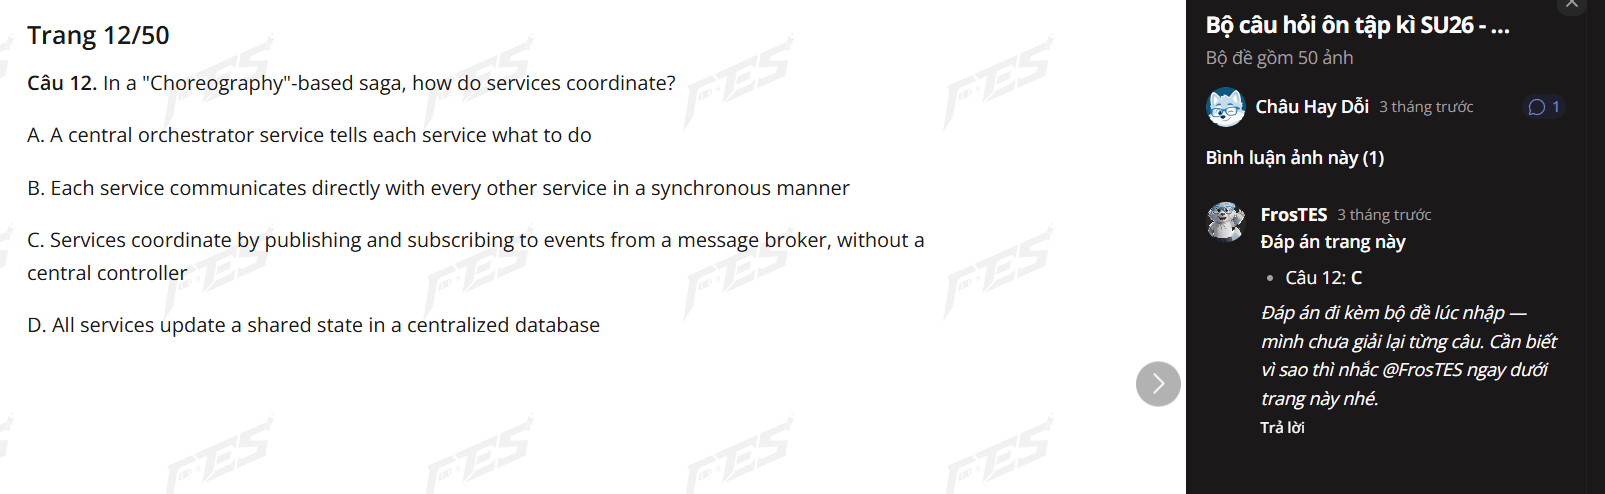 Trang 12/50
Câu 12. In a "Choreography"-based saga, how do services coordinate?
A. A central orchestrator service tells each service what to do
B. Each service communicates directly with every other service in a synchronous manner
C. Services coordinate by publishing and subscribing to events from a message broker, without a
central controller
D. All services update a shared state in a centralized database
Bộ câu hỏi ôn tập kì SU26 - ...
Bộ đề gồm 50 ảnh
Châu Hay Dỗi 3 tháng trước 1
Bình luận ảnh này (1)
FrosTES 3 tháng trước
Đáp án trang này
• Câu 12: C
Đáp án đi kèm bộ đề lúc nhập —
mình chưa giải lại từng câu. Cần biết
vì sao thì nhắc @FrosTES ngay dưới
trang này nhé.
Trả lời
FTES